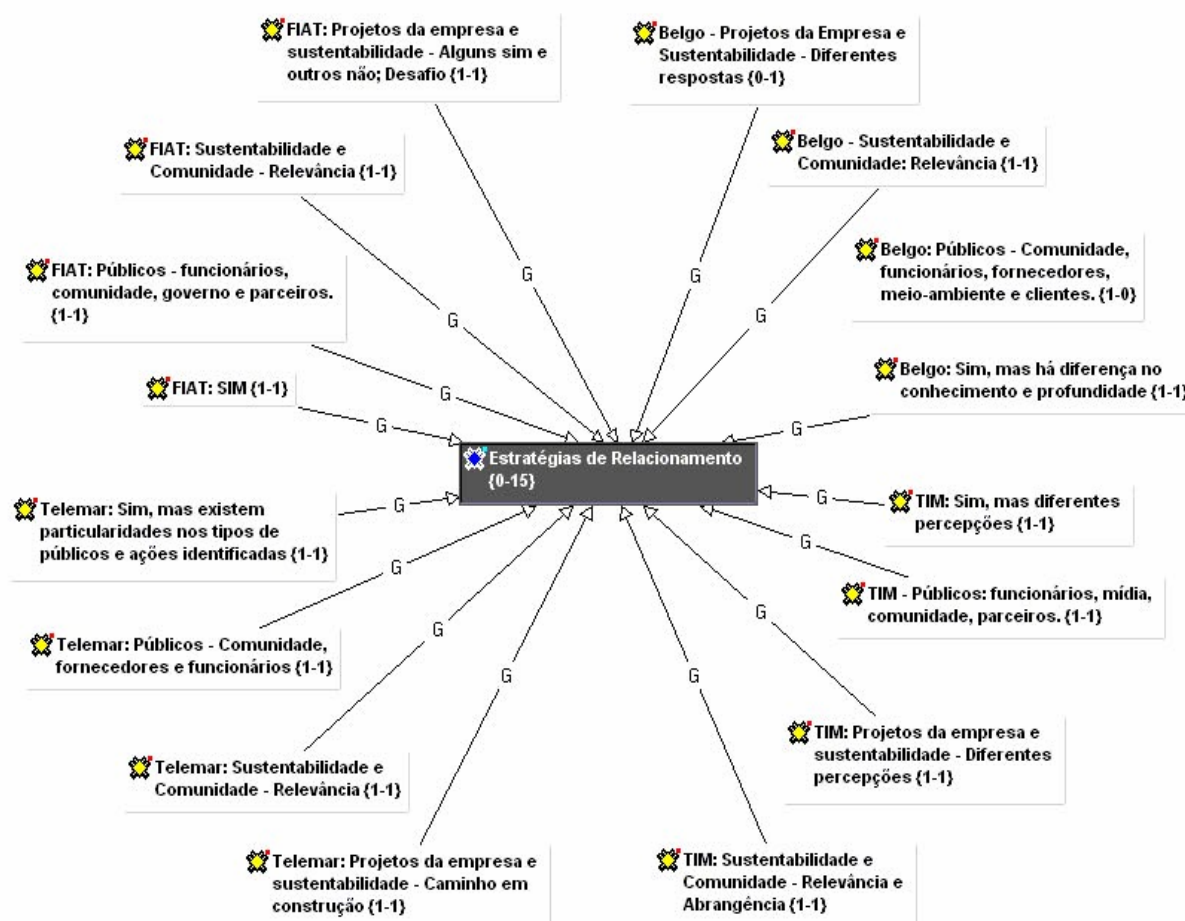 FIAT: Projetos da empresa e
sustentabilidade - Alguns sim e
outros não; Desafio {1-1}
Belgo - Projetos da Empresa e
Sustentabilidade - Diferentes
respostas {0-1}
FIAT: Sustentabilidade e
Comunidade - Relevância {1-1}
Belgo - Sustentabilidade e
Comunidade: Relevância {1-1}
FIAT: Públicos - funcionários,
comunidade, governo e parceiros.
{1-1}
Belgo: Públicos - Comunidade,
funcionários, fornecedores,
meio-ambiente e clientes. {1-0}
FIAT: SIM {1-1}
Belgo: Sim, mas há diferença no
conhecimento e profundidade {1-1}
G
G
G
G
G
G
G
Estratégias de Relacionamento
{0-15}
Telemar: Sim, mas existem
particularidades nos tipos de
públicos e ações identificadas {1-1}
TIM: Sim, mas diferentes
percepções {1-1}
G
G
G
G
G
G
G
G
Telemar: Públicos - Comunidade,
fornecedores e funcionários {1-1}
TIM - Públicos: funcionários, mídia,
comunidade, parceiros. {1-1}
Telemar: Sustentabilidade e
Comunidade - Relevância {1-1}
TIM: Projetos da empresa e
sustentabilidade - Diferentes
percepções {1-1}
Telemar: Projetos da empresa e
sustentabilidade - Caminho em
construção {1-1}
TIM: Sustentabilidade e
Comunidade - Relevância e
Abrangência {1-1}